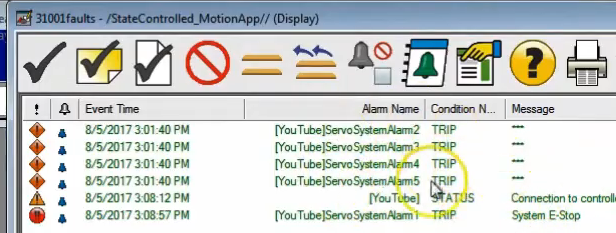 31001faults - /StateControlled_MotionApp// (Display)
! Event Time Alarm Name Condition N... Message
8/5/2017 3:01:40 PM [YouTube]ServoSystemAlarm2 TRIP ***
8/5/2017 3:01:40 PM [YouTube]ServoSystemAlarm3 TRIP ***
8/5/2017 3:01:40 PM [YouTube]ServoSystemAlarm4 TRIP ***
8/5/2017 3:01:40 PM [YouTube]ServoSystemAlarm5 TRIP ***
8/5/2017 3:08:12 PM [YouTube] STATUS Connection to controlle
8/5/2017 3:08:57 PM [YouTube]ServoSystemAlarm1 TRIP System E-Stop